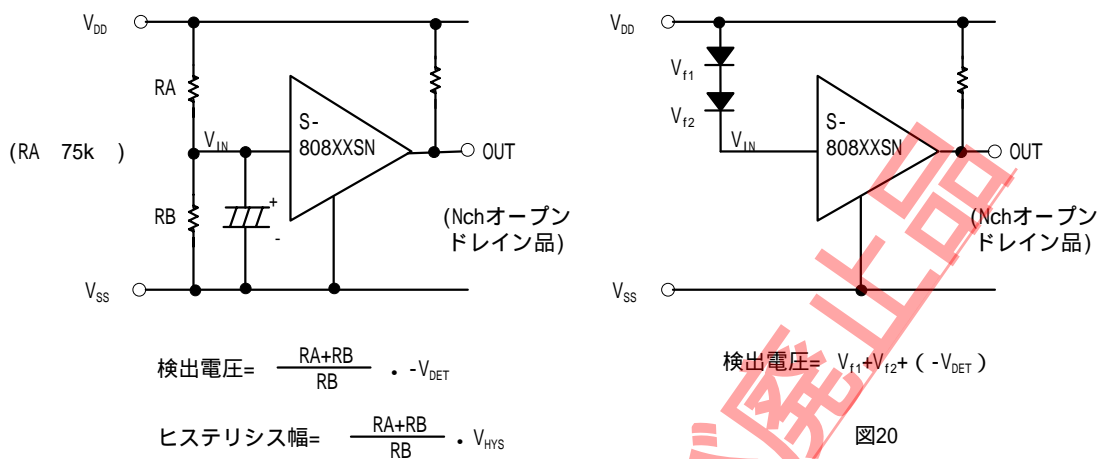 VDD
RA
(RA 75k )
VIN
S-
808XXSN
OUT
RB
+
-
(Nchオープン
ドレイン品)
VSS
検出電圧= RA+RB / RB ・ -VDET
ヒステリシス幅= RA+RB / RB ・ VHYS
VDD
Vf1
Vf2
VIN
S-
808XXSN
OUT
(Nchオープン
ドレイン品)
VSS
検出電圧= Vf1+Vf2+ ( -VDET )
図20
廃止品